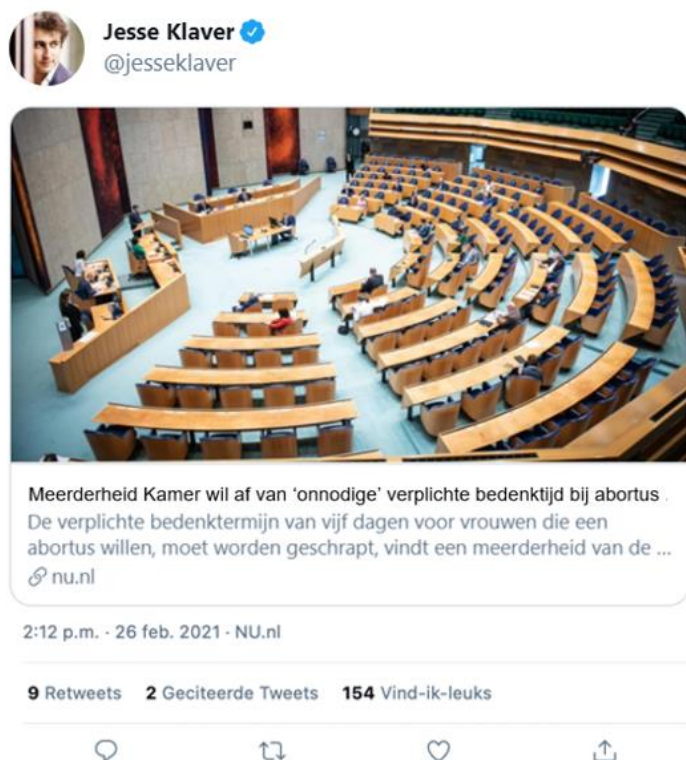 Jesse Klaver
@jesseklaver
Meerderheid Kamer wil af van ‘onnodige’ verplichte bedenktijd bij abortus .
De verplichte bedenktermijn van vijf dagen voor vrouwen die een
abortus willen, moet worden geschrapt, vindt een meerderheid van de ...
nu.nl
2:12 p.m. · 26 feb. 2021 · NU.nl
9 Retweets 2 Geciteerde Tweets 154 Vind-ik-leuks